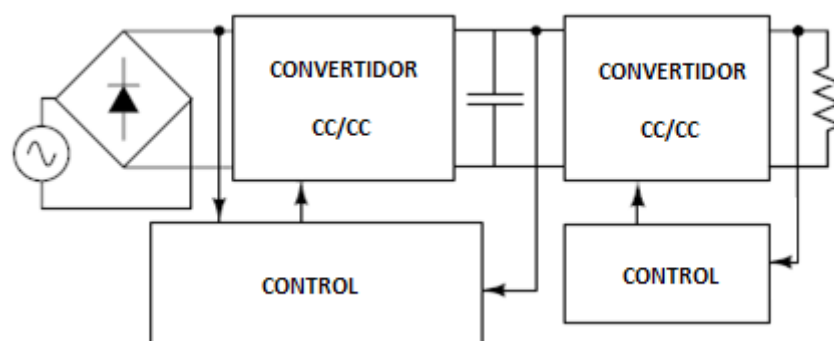 CONVERTIDOR
CC/CC
CONVERTIDOR
CC/CC
CONTROL
CONTROL